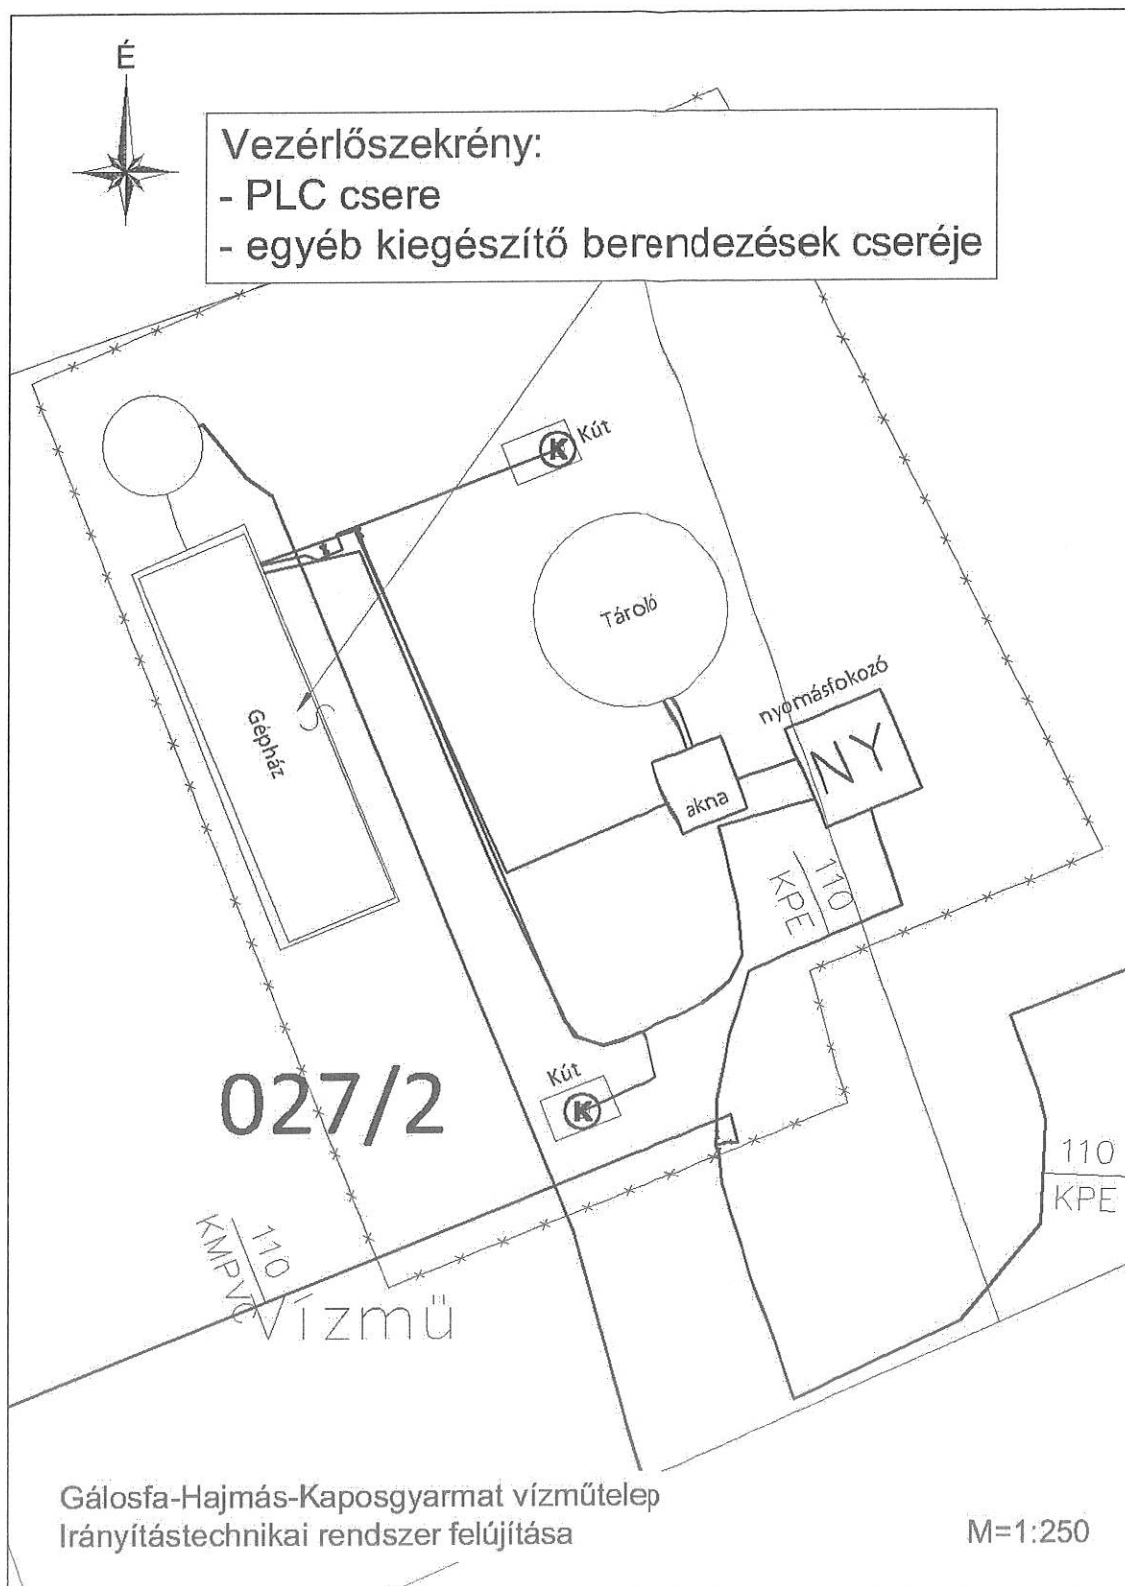 É
Vezérlőszekrény:
- PLC csere
- egyéb kiegészítő berendezések cseréje
K Kút
Tároló
nyomásfokozó
NY
Gépház
S
akna
110
KPE
Kút
K
027/2
110
KPE
110
KMPVC
Vízmű
Gálosfa-Hajmás-Kaposgyarmat vízműtelep
Irányítástechnikai rendszer felújítása
M=1:250